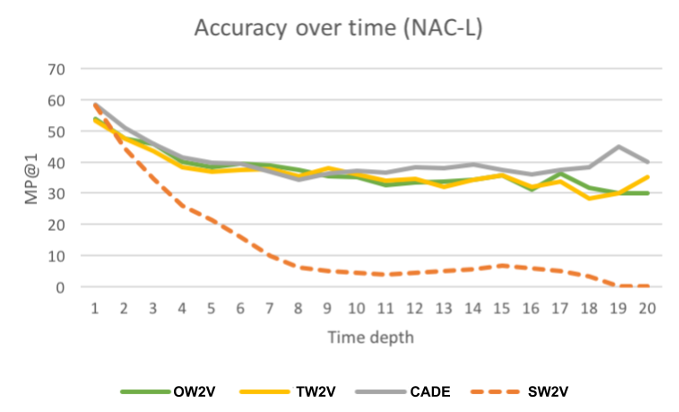 Accuracy over time (NAC-L)
MP@1
70
60
50
40
30
20
10
0
1 2 3 4 5 6 7 8 9 10 11 12 13 14 15 16 17 18 19 20
Time depth
OW2V TW2V CADE SW2V